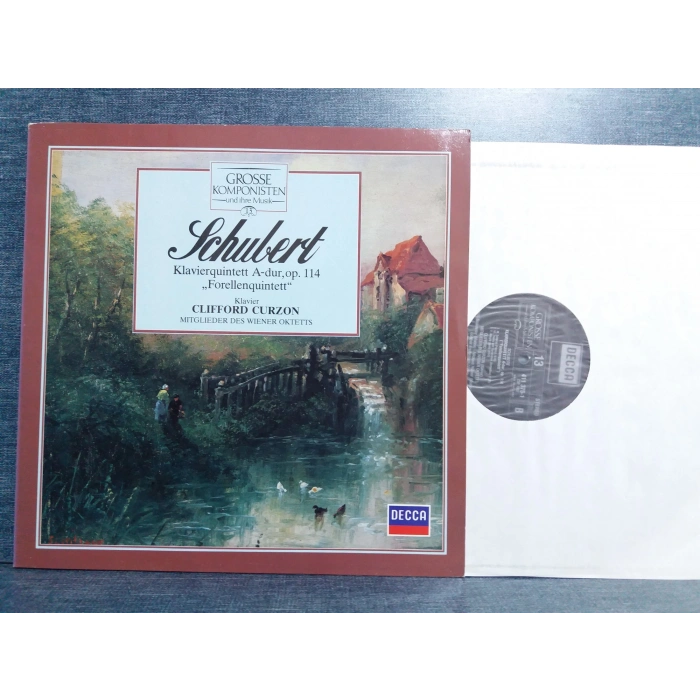 GROSSE
KOMPONISTEN
und ihre Musik
13
Schubert
Klavierquintett A-dur, op. 114
„Forellenquintett“
Klavier
CLIFFORD CURZON
MITGLIEDER DES WIENER OKTETTS
DECCA
DECCA
13